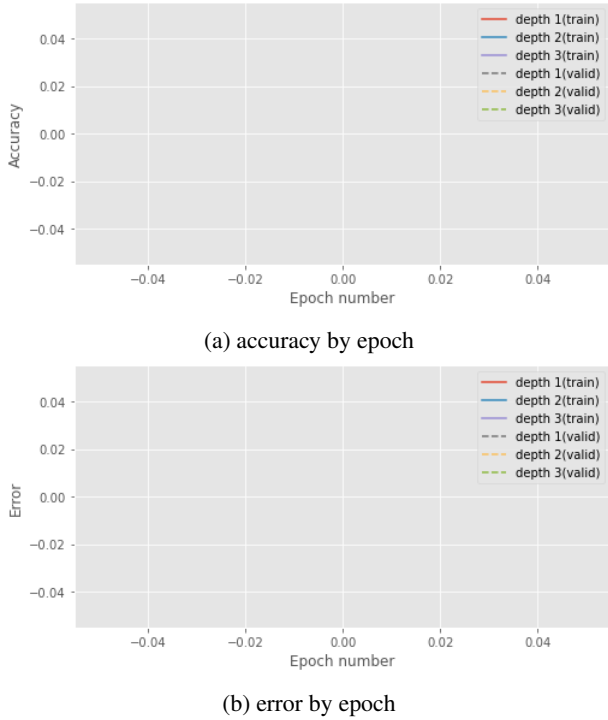 depth 1(train)
depth 2(train)
depth 3(train)
depth 1(valid)
depth 2(valid)
depth 3(valid)
0.04
0.02
0.00
−0.02
−0.04
Accuracy
−0.04 −0.02 0.00 0.02 0.04
Epoch number
(a) accuracy by epoch
depth 1(train)
depth 2(train)
depth 3(train)
depth 1(valid)
depth 2(valid)
depth 3(valid)
0.04
0.02
0.00
−0.02
−0.04
Error
−0.04 −0.02 0.00 0.02 0.04
Epoch number
(b) error by epoch